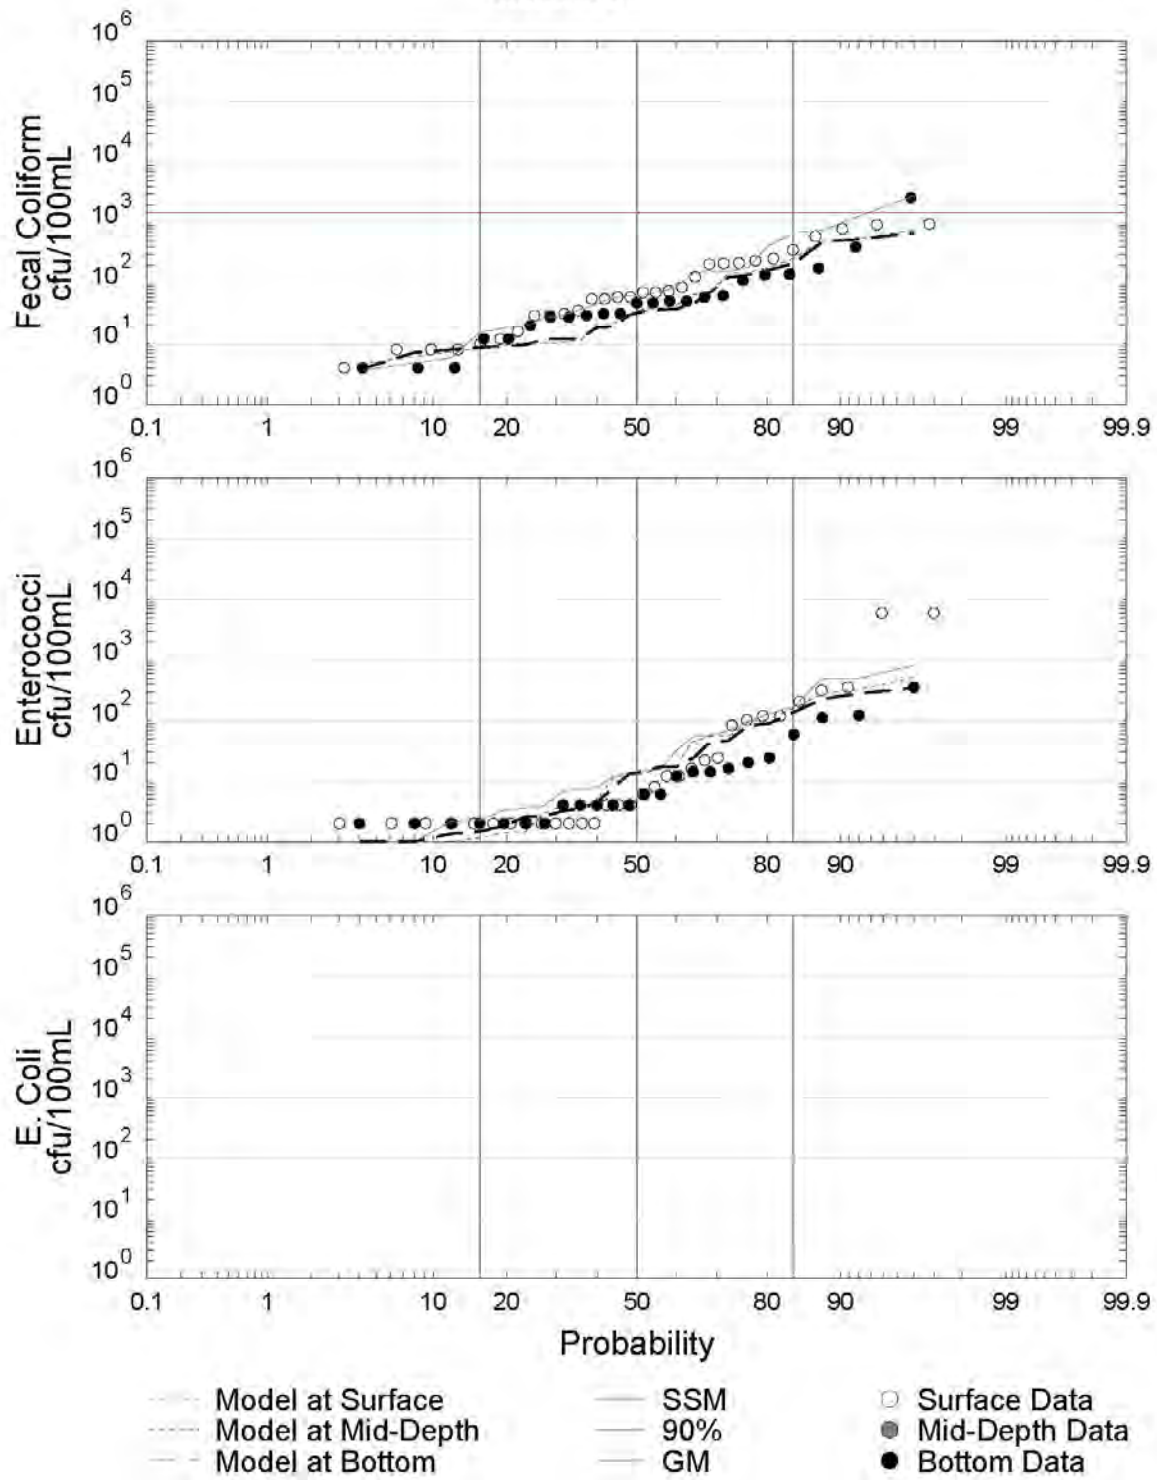 10^6
10^5
10^4
10^3
10^2
10^1
10^0
Fecal Coliform
cfu/100mL
0.1 1 10 20 50 80 90 99 99.9
10^6
10^5
10^4
10^3
10^2
10^1
10^0
Enterococci
cfu/100mL
0.1 1 10 20 50 80 90 99 99.9
10^6
10^5
10^4
10^3
10^2
10^1
10^0
E. Coli
cfu/100mL
0.1 1 10 20 50 80 90 99 99.9
Probability
Model at Surface SSM Surface Data
Model at Mid-Depth 90% Mid-Depth Data
Model at Bottom GM Bottom Data